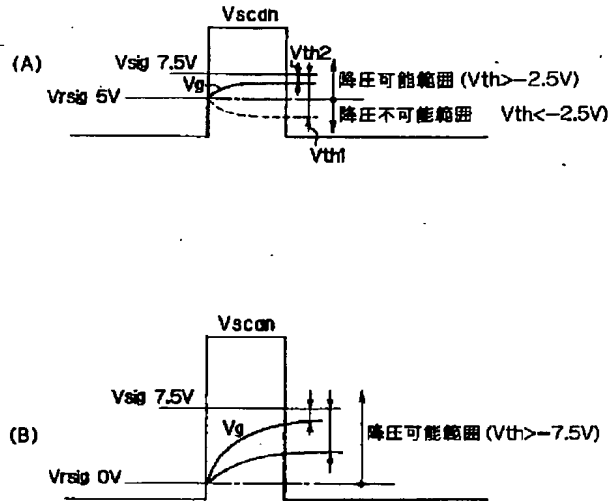 Vscan
(A)
Vsig 7.5V
Vth2
Vg
降圧可能範囲 (Vth>−2.5V)
Vrsig 5V
降圧不可能範囲 Vth<−2.5V)
Vth1
Vscan
Vsig 7.5V
(B)
Vg
降圧可能範囲 (Vth>−7.5V)
Vrsig 0V